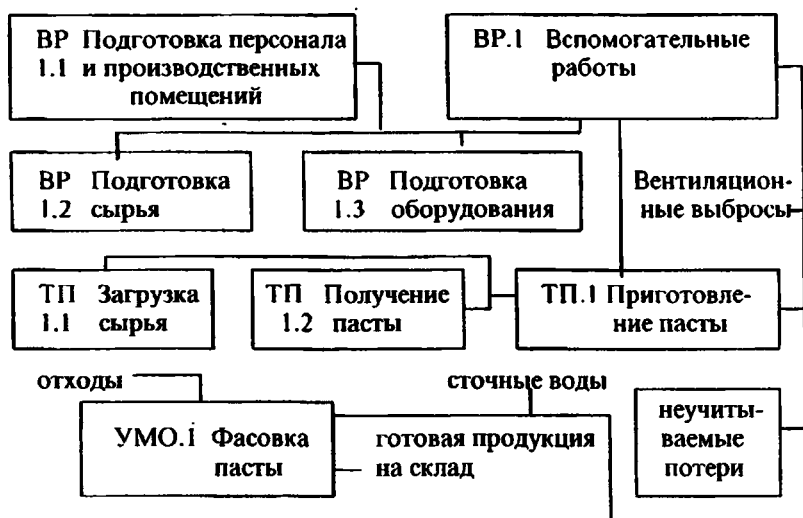 ВР Подготовка персонала
1.1 и производственных
помещений
ВР.1 Вспомогательные
работы
ВР Подготовка
1.2 сырья
ВР Подготовка
1.3 оборудования
Вентиляцион-
ные выбросы
ТП Загрузка
1.1 сырья
ТП Получение
1.2 пасты
ТП.1 Приготовле-
ние пасты
отходы
сточные воды
УМО.1 Фасовка
пасты
готовая продукция
на склад
неучиты-
ваемые
потери